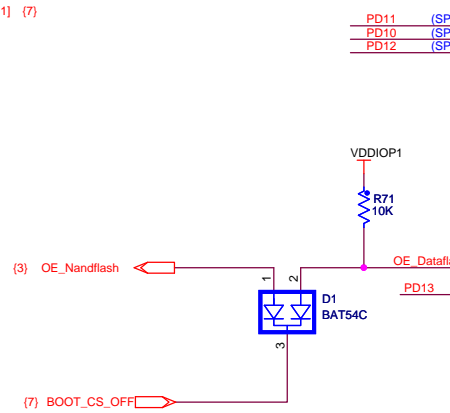 1] {7}
PD11 (SP
PD10 (SP
PD12 (SP
VDDIOP1
R71
10K
{3} OE_Nandflash
OE_Datafl
PD13
1 2
D1
BAT54C
3
{7} BOOT_CS_OFF